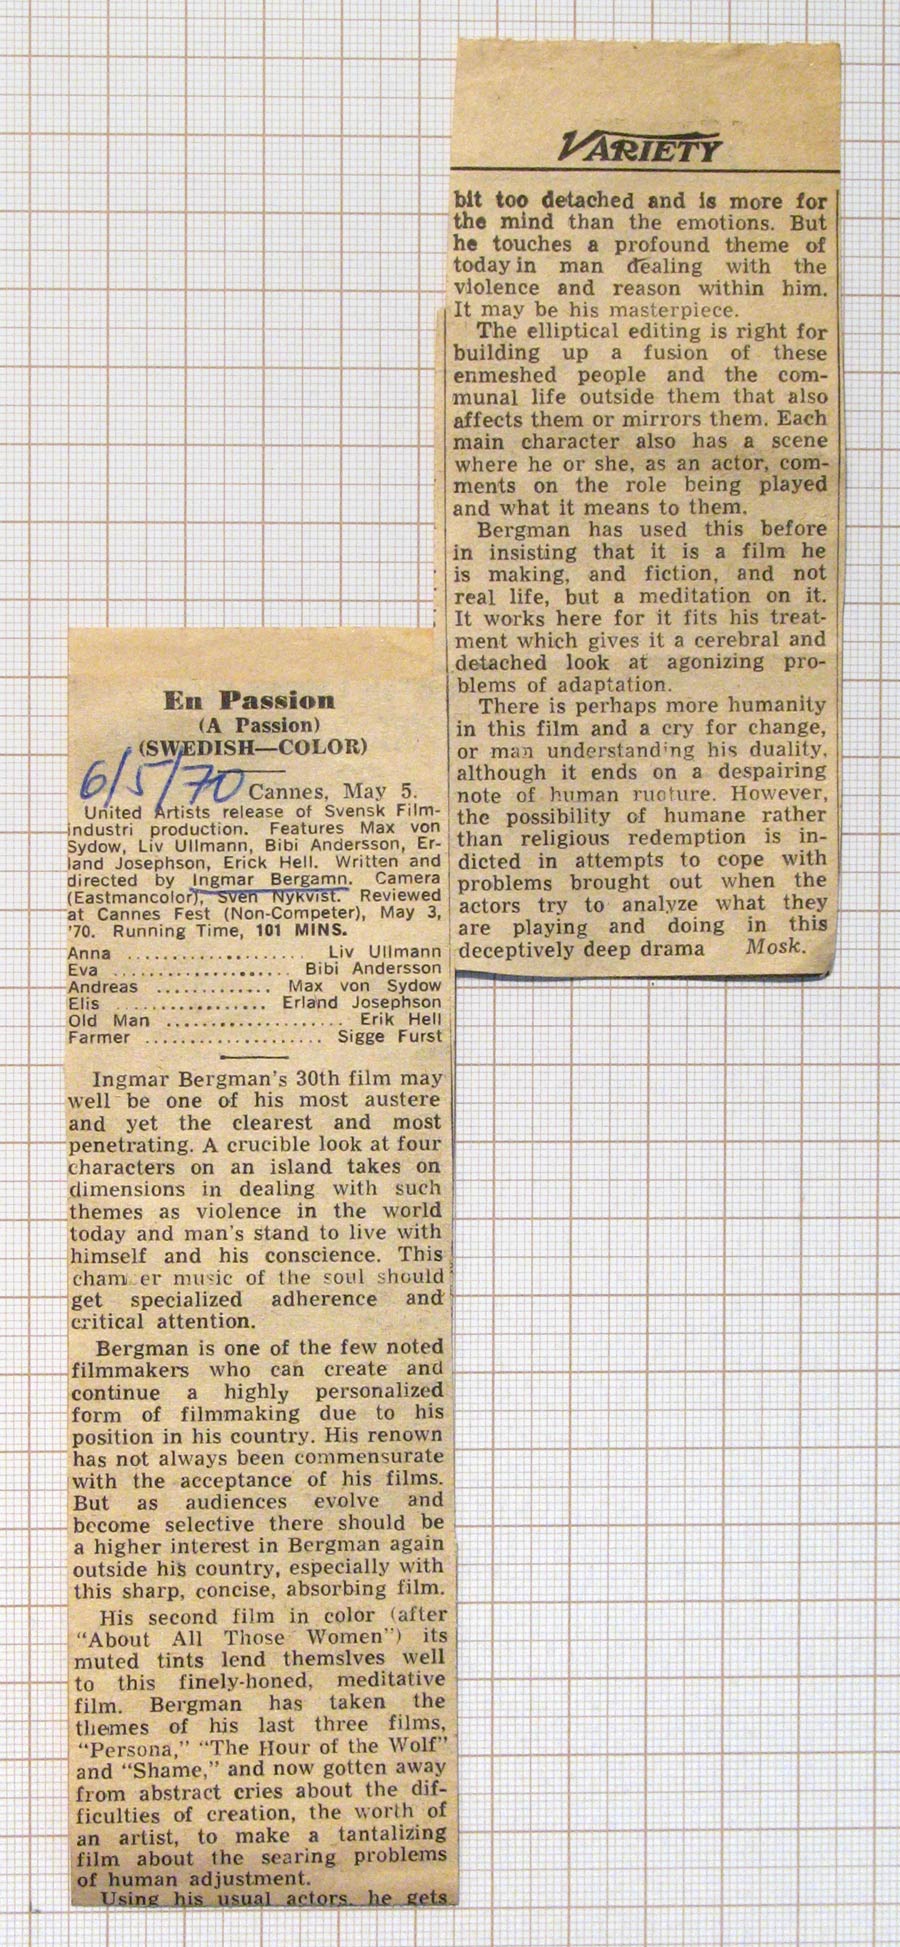 VARIETY
En Passion
(A Passion)
(SWEDISH—COLOR)
6/5/70
Cannes, May 5.
United Artists release of Svensk Film-
industri production. Features Max von
Sydow, Liv Ullmann, Bibi Andersson, Er-
land Josephson, Erick Hell. Written and
directed by Ingmar Bergamn. Camera
(Eastmancolor), Sven Nykvist. Reviewed
at Cannes Fest (Non-Competer), May 3,
'70. Running Time, 101 MINS.
Anna .................... Liv Ullmann
Eva .................... Bibi Andersson
Andreas ............. Max von Sydow
Elis ................ Erland Josephson
Old Man .................... Erik Hell
Farmer .................... Sigge Furst
Ingmar Bergman's 30th film may
well be one of his most austere
and yet the clearest and most
penetrating. A crucible look at four
characters on an island takes on
dimensions in dealing with such
themes as violence in the world
today and man's stand to live with
himself and his conscience. This
cham er music of the soul should
get specialized adherence and
critical attention.
Bergman is one of the few noted
filmmakers who can create and
continue a highly personalized
form of filmmaking due to his
position in his country. His renown
has not always been commensurate
with the acceptance of his films.
But as audiences evolve and
become selective there should be
a higher interest in Bergman again
outside his country, especially with
this sharp, concise, absorbing film.
His second film in color (after
"About All Those Women") its
muted tints lend themslves well
to this finely-honed, meditative
film. Bergman has taken the
themes of his last three films,
"Persona," "The Hour of the Wolf"
and "Shame," and now gotten away
from abstract cries about the dif-
ficulties of creation, the worth of
an artist, to make a tantalizing
film about the searing problems
of human adjustment.
Using his usual actors, he gets
bit too detached and is more for
the mind than the emotions. But
he touches a profound theme of
today in man dealing with the
violence and reason within him.
It may be his masterpiece.
The elliptical editing is right for
building up a fusion of these
enmeshed people and the com-
munal life outside them that also
affects them or mirrors them. Each
main character also has a scene
where he or she, as an actor, com-
ments on the role being played
and what it means to them.
Bergman has used this before
in insisting that it is a film he
is making, and fiction, and not
real life, but a meditation on it.
It works here for it fits his treat-
ment which gives it a cerebral and
detached look at agonizing pro-
blems of adaptation.
There is perhaps more humanity
in this film and a cry for change,
or man understanding his duality,
although it ends on a despairing
note of human ructure. However,
the possibility of humane rather
than religious redemption is in-
dicted in attempts to cope with
problems brought out when the
actors try to analyze what they
are playing and doing in this
deceptively deep drama Mosk.